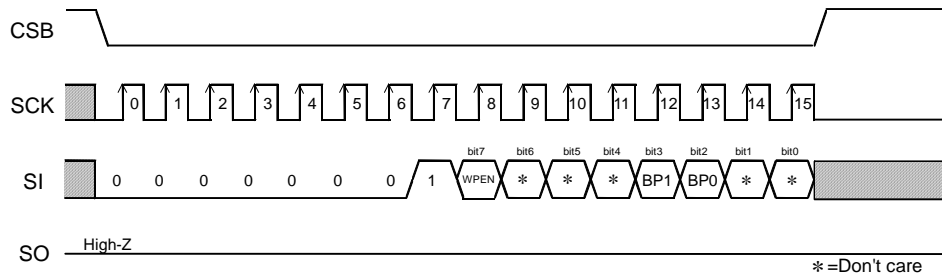 CSB
SCK 0 1 2 3 4 5 6 7 8 9 10 11 12 13 14 15
bit7 bit6 bit5 bit4 bit3 bit2 bit1 bit0
SI 0 0 0 0 0 0 0 1 WPEN * * * BP1 BP0 * *
SO High-Z
*=Don't care